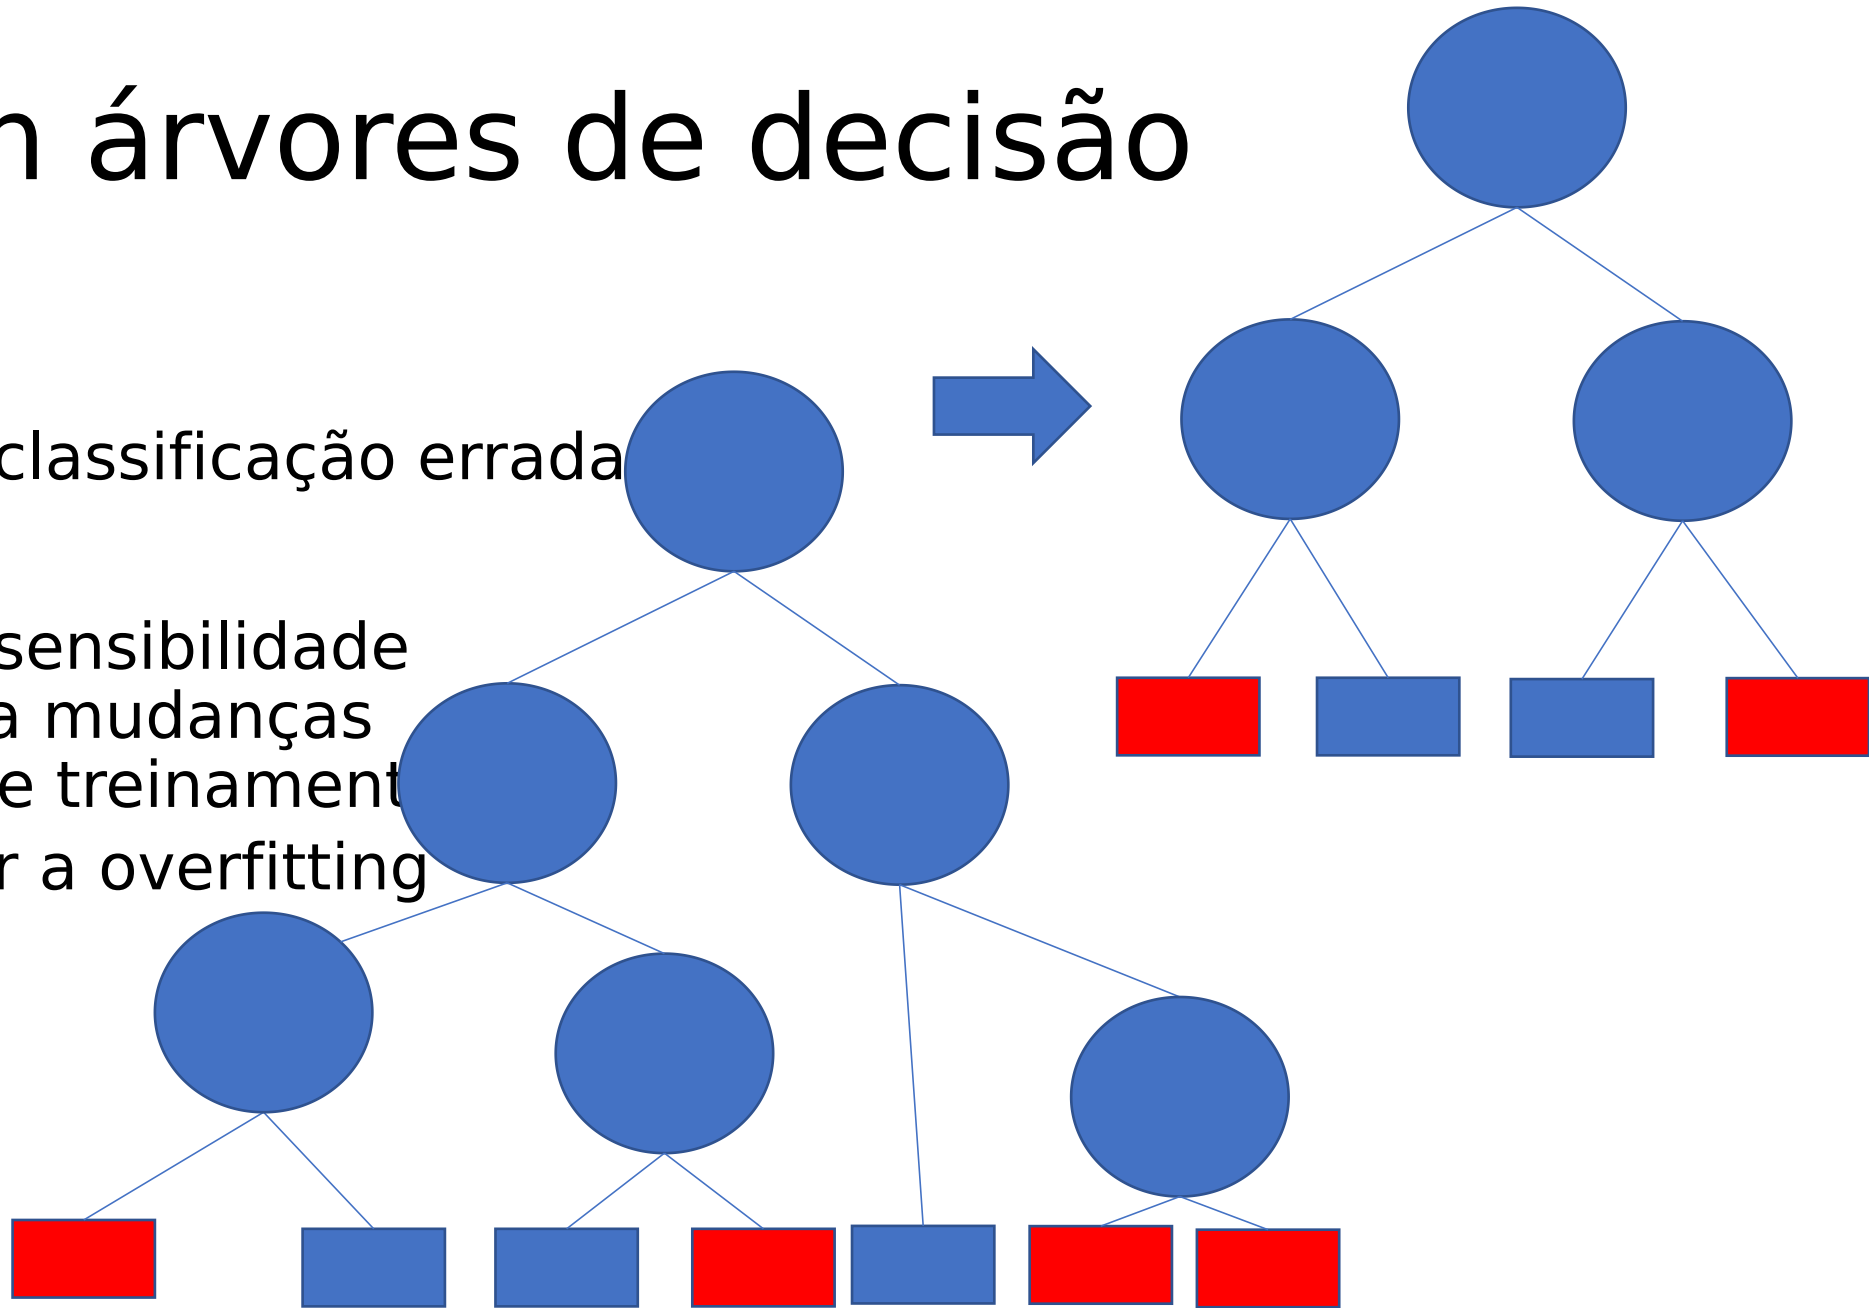 árvores de decisão
classificação errada
sensibilidade
a mudanças
e treinament
r a overfitting